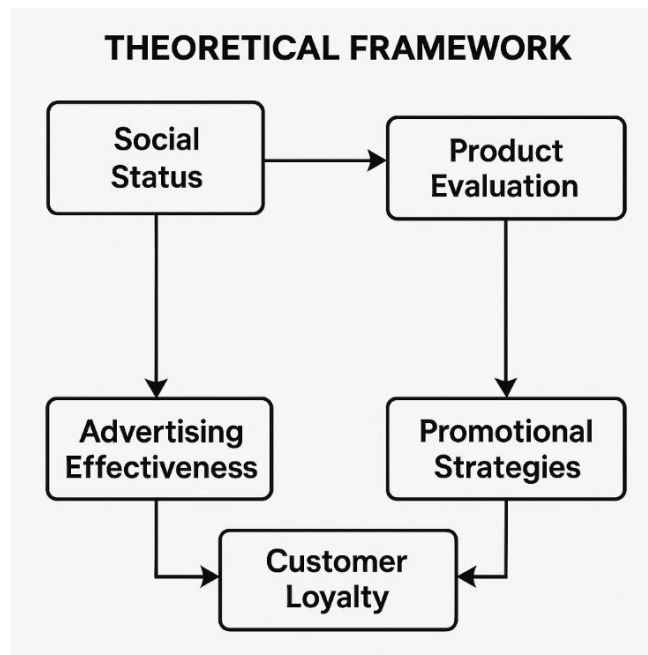 THEORETICAL FRAMEWORK
Social
Status
Product
Evaluation
Advertising
Effectiveness
Promotional
Strategies
Customer
Loyalty